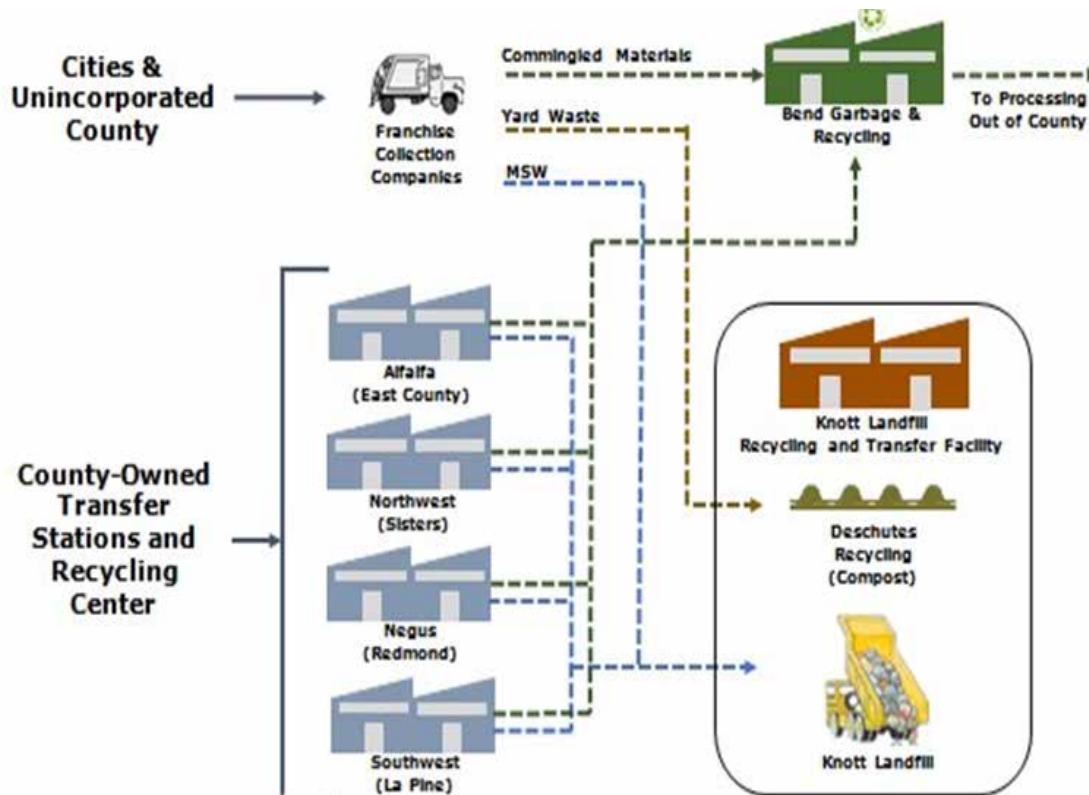 Cities &
Unincorporated
County
Franchise
Collection
Companies
Commingled Materials
Yard Waste
MSW
Bend Garbage &
Recycling
To Processing
Out of County
County-Owned
Transfer
Stations and
Recycling
Center
Alfalfa
(East County)
Northwest
(Sisters)
Negus
(Redmond)
Southwest
(La Pine)
Knott Landfill
Recycling and Transfer Facility
Deschutes
Recycling
(Compost)
Knott Landfill